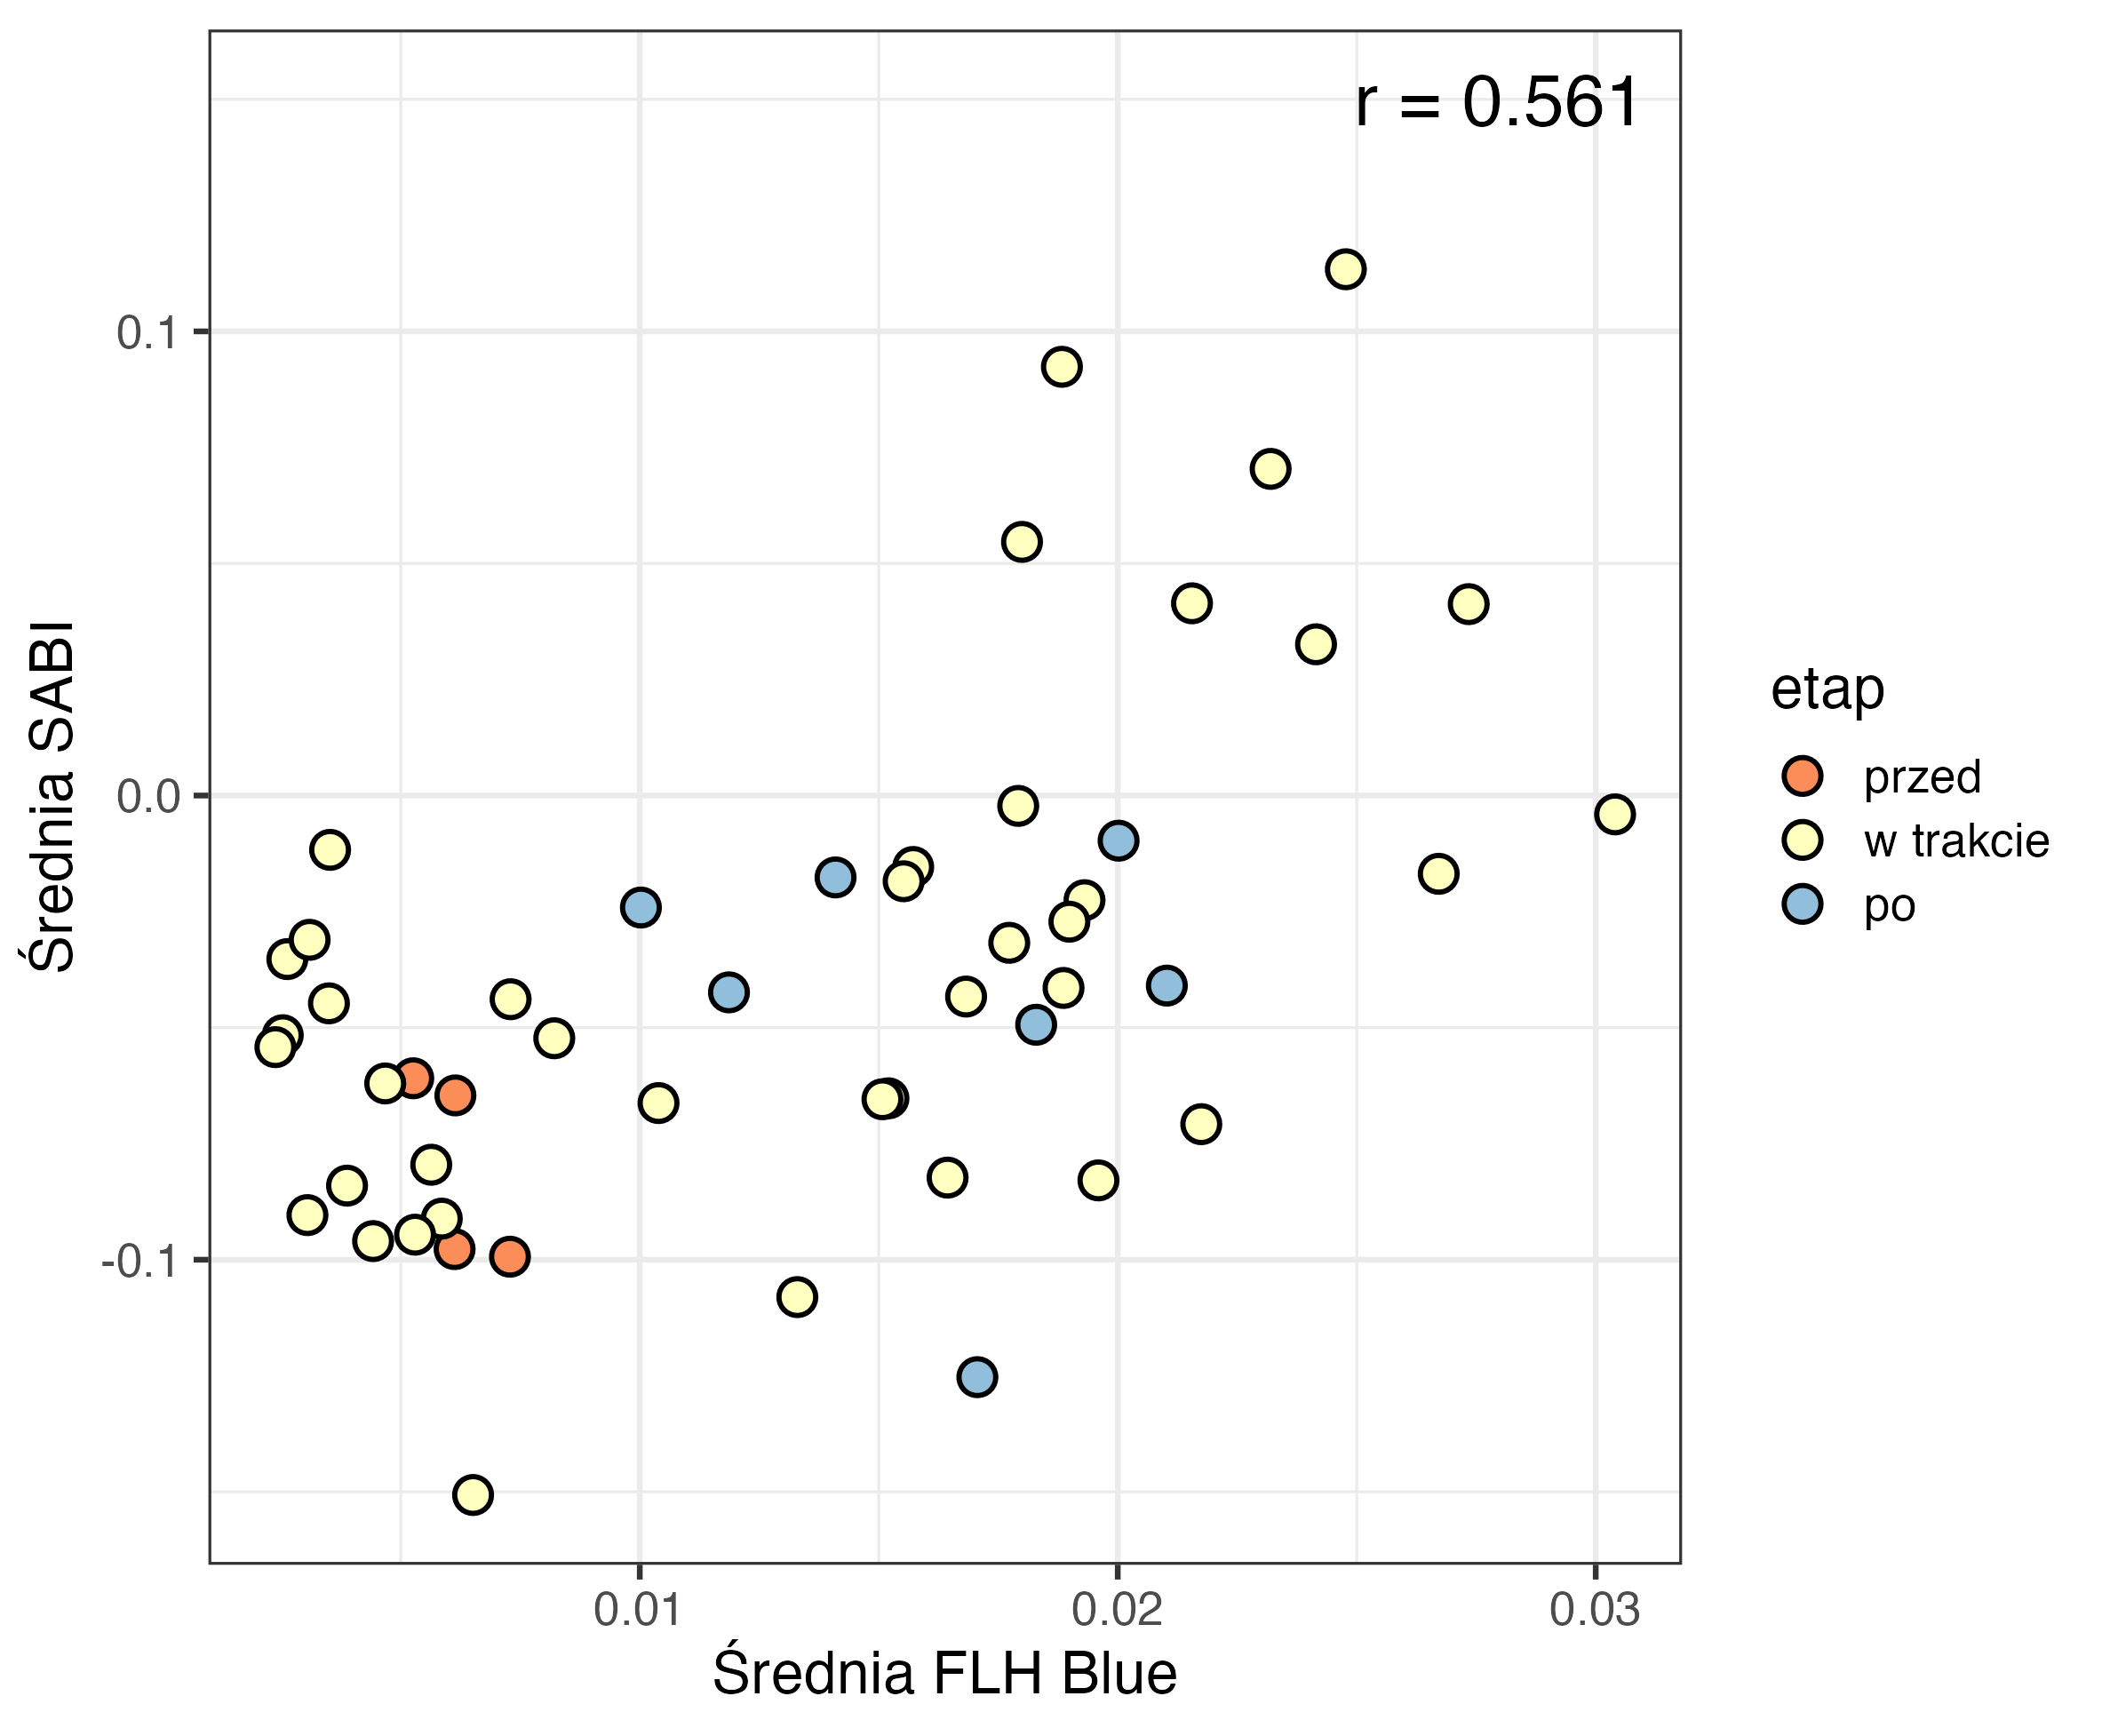 r = 0.561
0.1
0.0
-0.1
Średnia SABI
0.01
0.02
0.03
Średnia FLH Blue
etap
przed
w trakcie
po